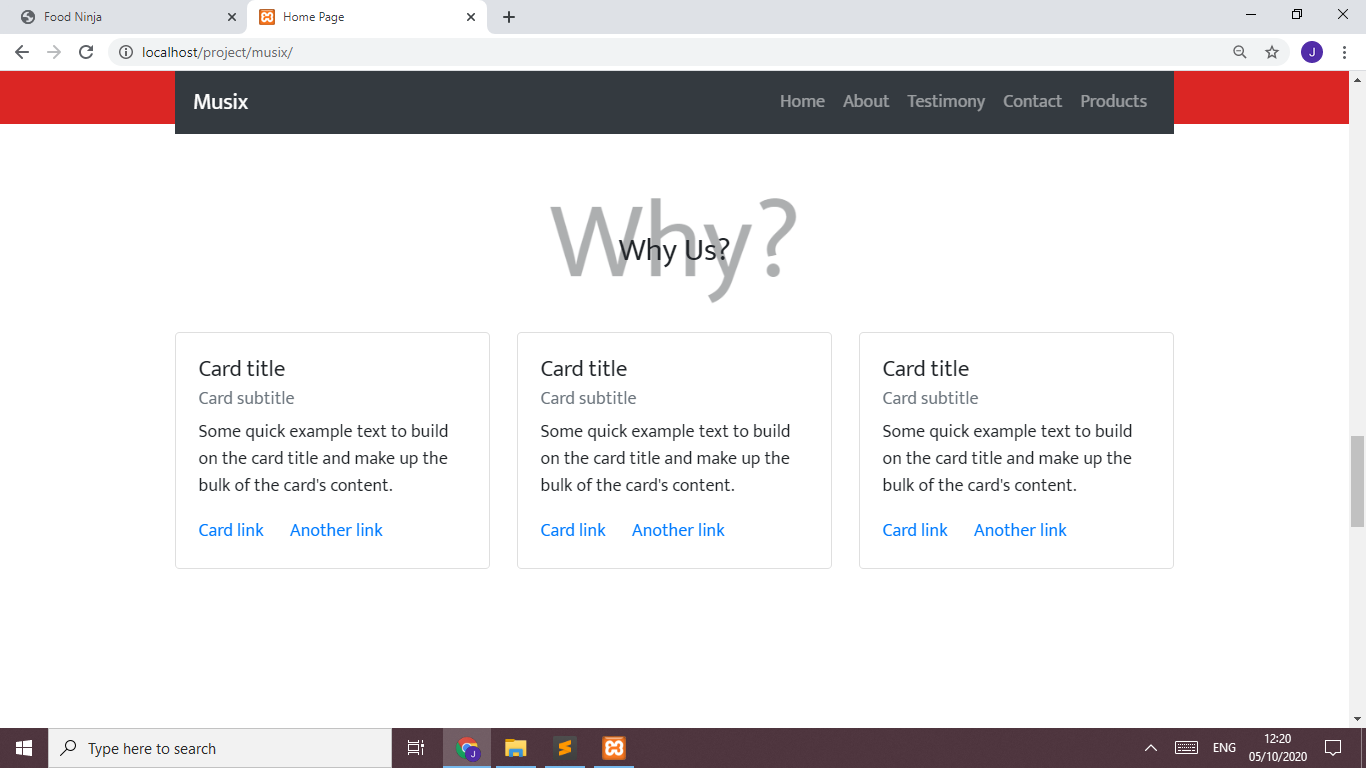 Food Ninja
Home Page
localhost/project/musix/
J
Musix
Home About Testimony Contact Products
Why?
Why Us?
Card title
Card subtitle
Some quick example text to build
on the card title and make up the
bulk of the card's content.
Card link Another link
Card title
Card subtitle
Some quick example text to build
on the card title and make up the
bulk of the card's content.
Card link Another link
Card title
Card subtitle
Some quick example text to build
on the card title and make up the
bulk of the card's content.
Card link Another link
Type here to search
J
ENG
12:20
05/10/2020